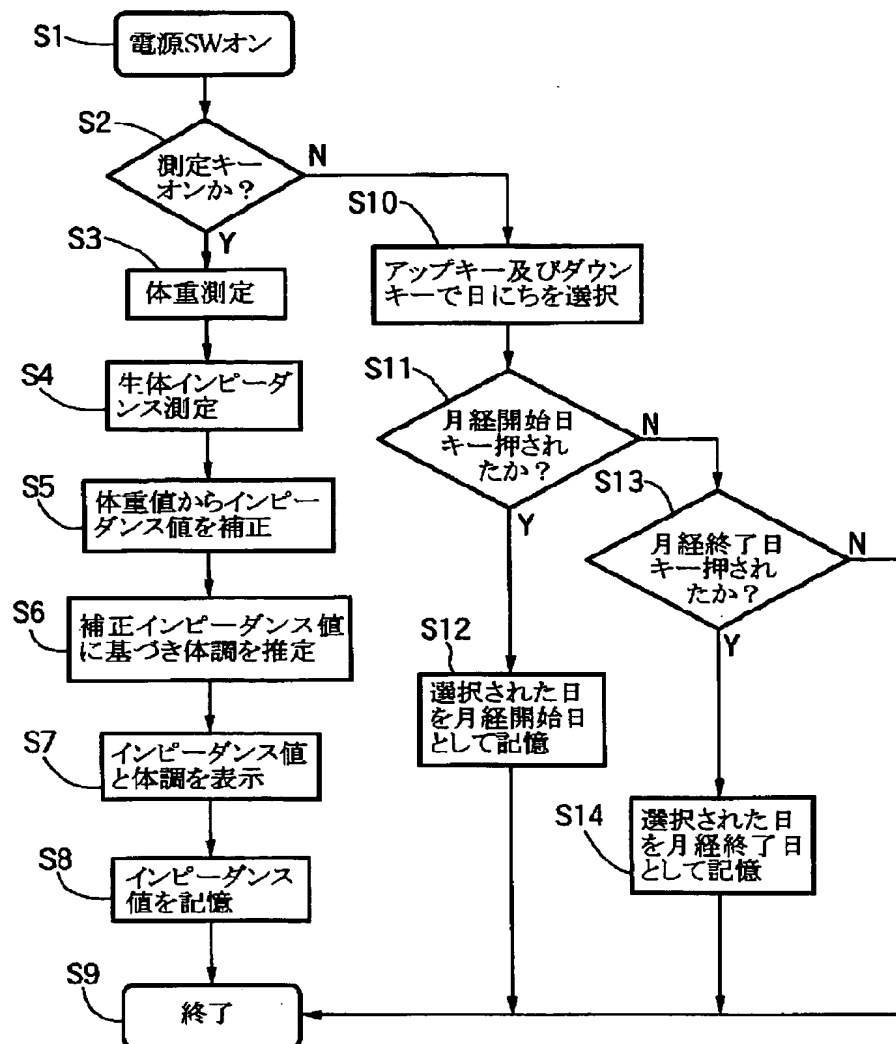 S1
電源SWオン
S2
測定キー
オンか？
N
Y
S3
体重測定
S4
生体インピーダ
ンス測定
S5
体重値からインピー
ダンス値を補正
S6
補正インピーダンス値
に基づき体調を推定
S7
インピーダンス値
と体調を表示
S8
インピーダンス
値を記憶
S9
終了
S10
アップキー及びダウン
キーで日にちを選択
S11
月経開始日
キー押され
たか？
N
Y
S12
選択された日
を月経開始日
として記憶
S13
月経終了日
キー押され
たか？
N
Y
S14
選択された日
を月経終了日
として記憶